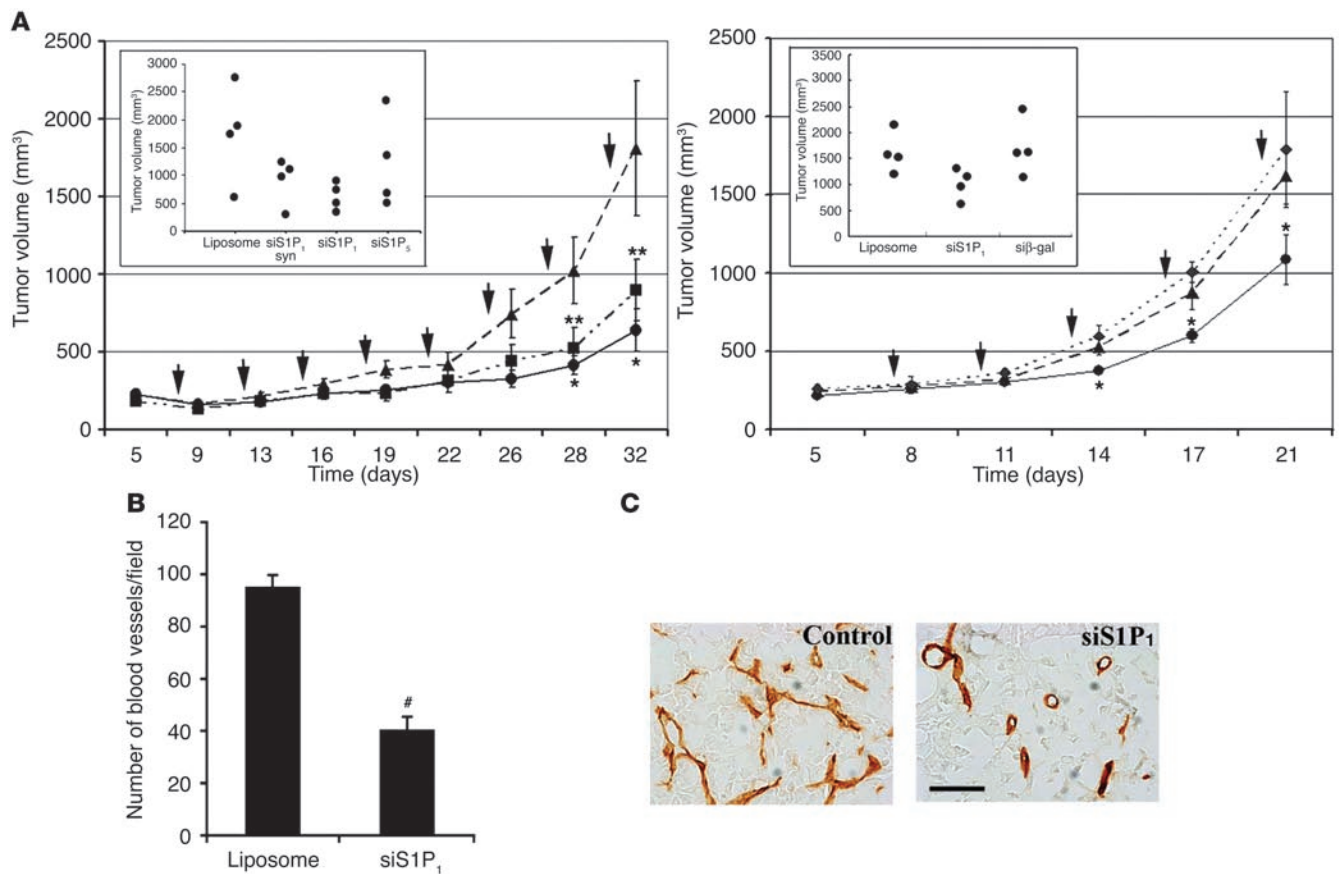 A
Tumor volume (mm³)
2500
2000
1500
1000
500
0
5 9 13 16 19 22 26 28 32
Time (days)
** **
* *
Tumor volume (mm³)
3000
2500
2000
1500
1000
500
0
Liposome siS1P₁ syn siS1P₁ siS1P₅
Tumor volume (mm³)
2500
2000
1500
1000
500
0
5 8 11 14 17 21
Time (days)
* * *
Tumor volume (mm³)
3500
3000
2500
2000
1500
1000
500
0
Liposome siS1P₁ siβ-gal
B
Number of blood vessels/field
120
100
80
60
40
20
0
#
Liposome siS1P₁
C
Control
siS1P₁